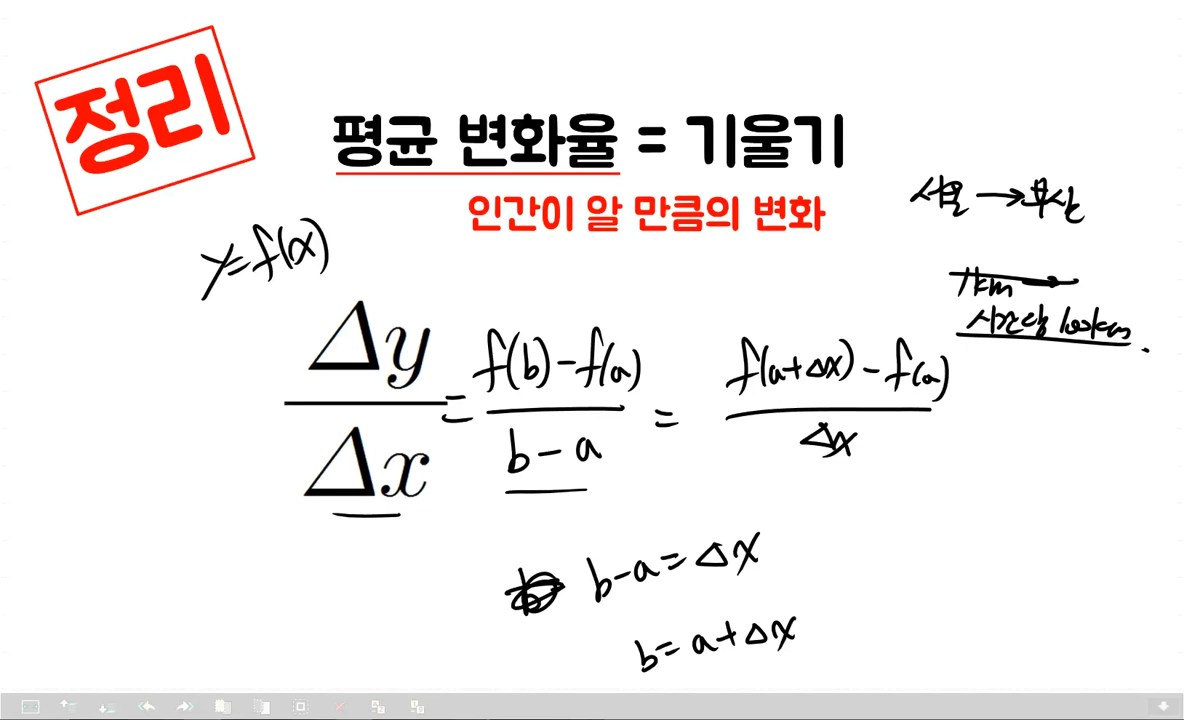 정리
평균 변화율 = 기울기
인간이 알 만큼의 변화
서울 → 부산
y=f(x)
1km
시간당 100km.
Δy/Δx = f(b)-f(a)/b-a = f(a+Δx)-f(a)/Δx
b-a=Δx
b=a+Δx